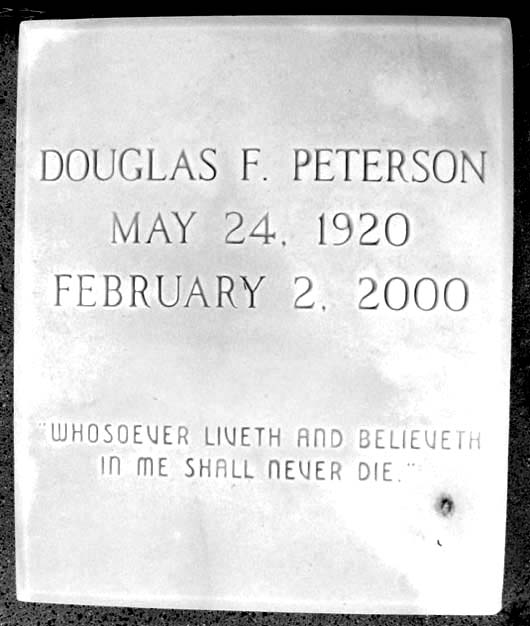 DOUGLAS F. PETERSON
MAY 24, 1920
FEBRUARY 2, 2000
"WHOSOEVER LIVETH AND BELIEVETH
IN ME SHALL NEVER DIE."